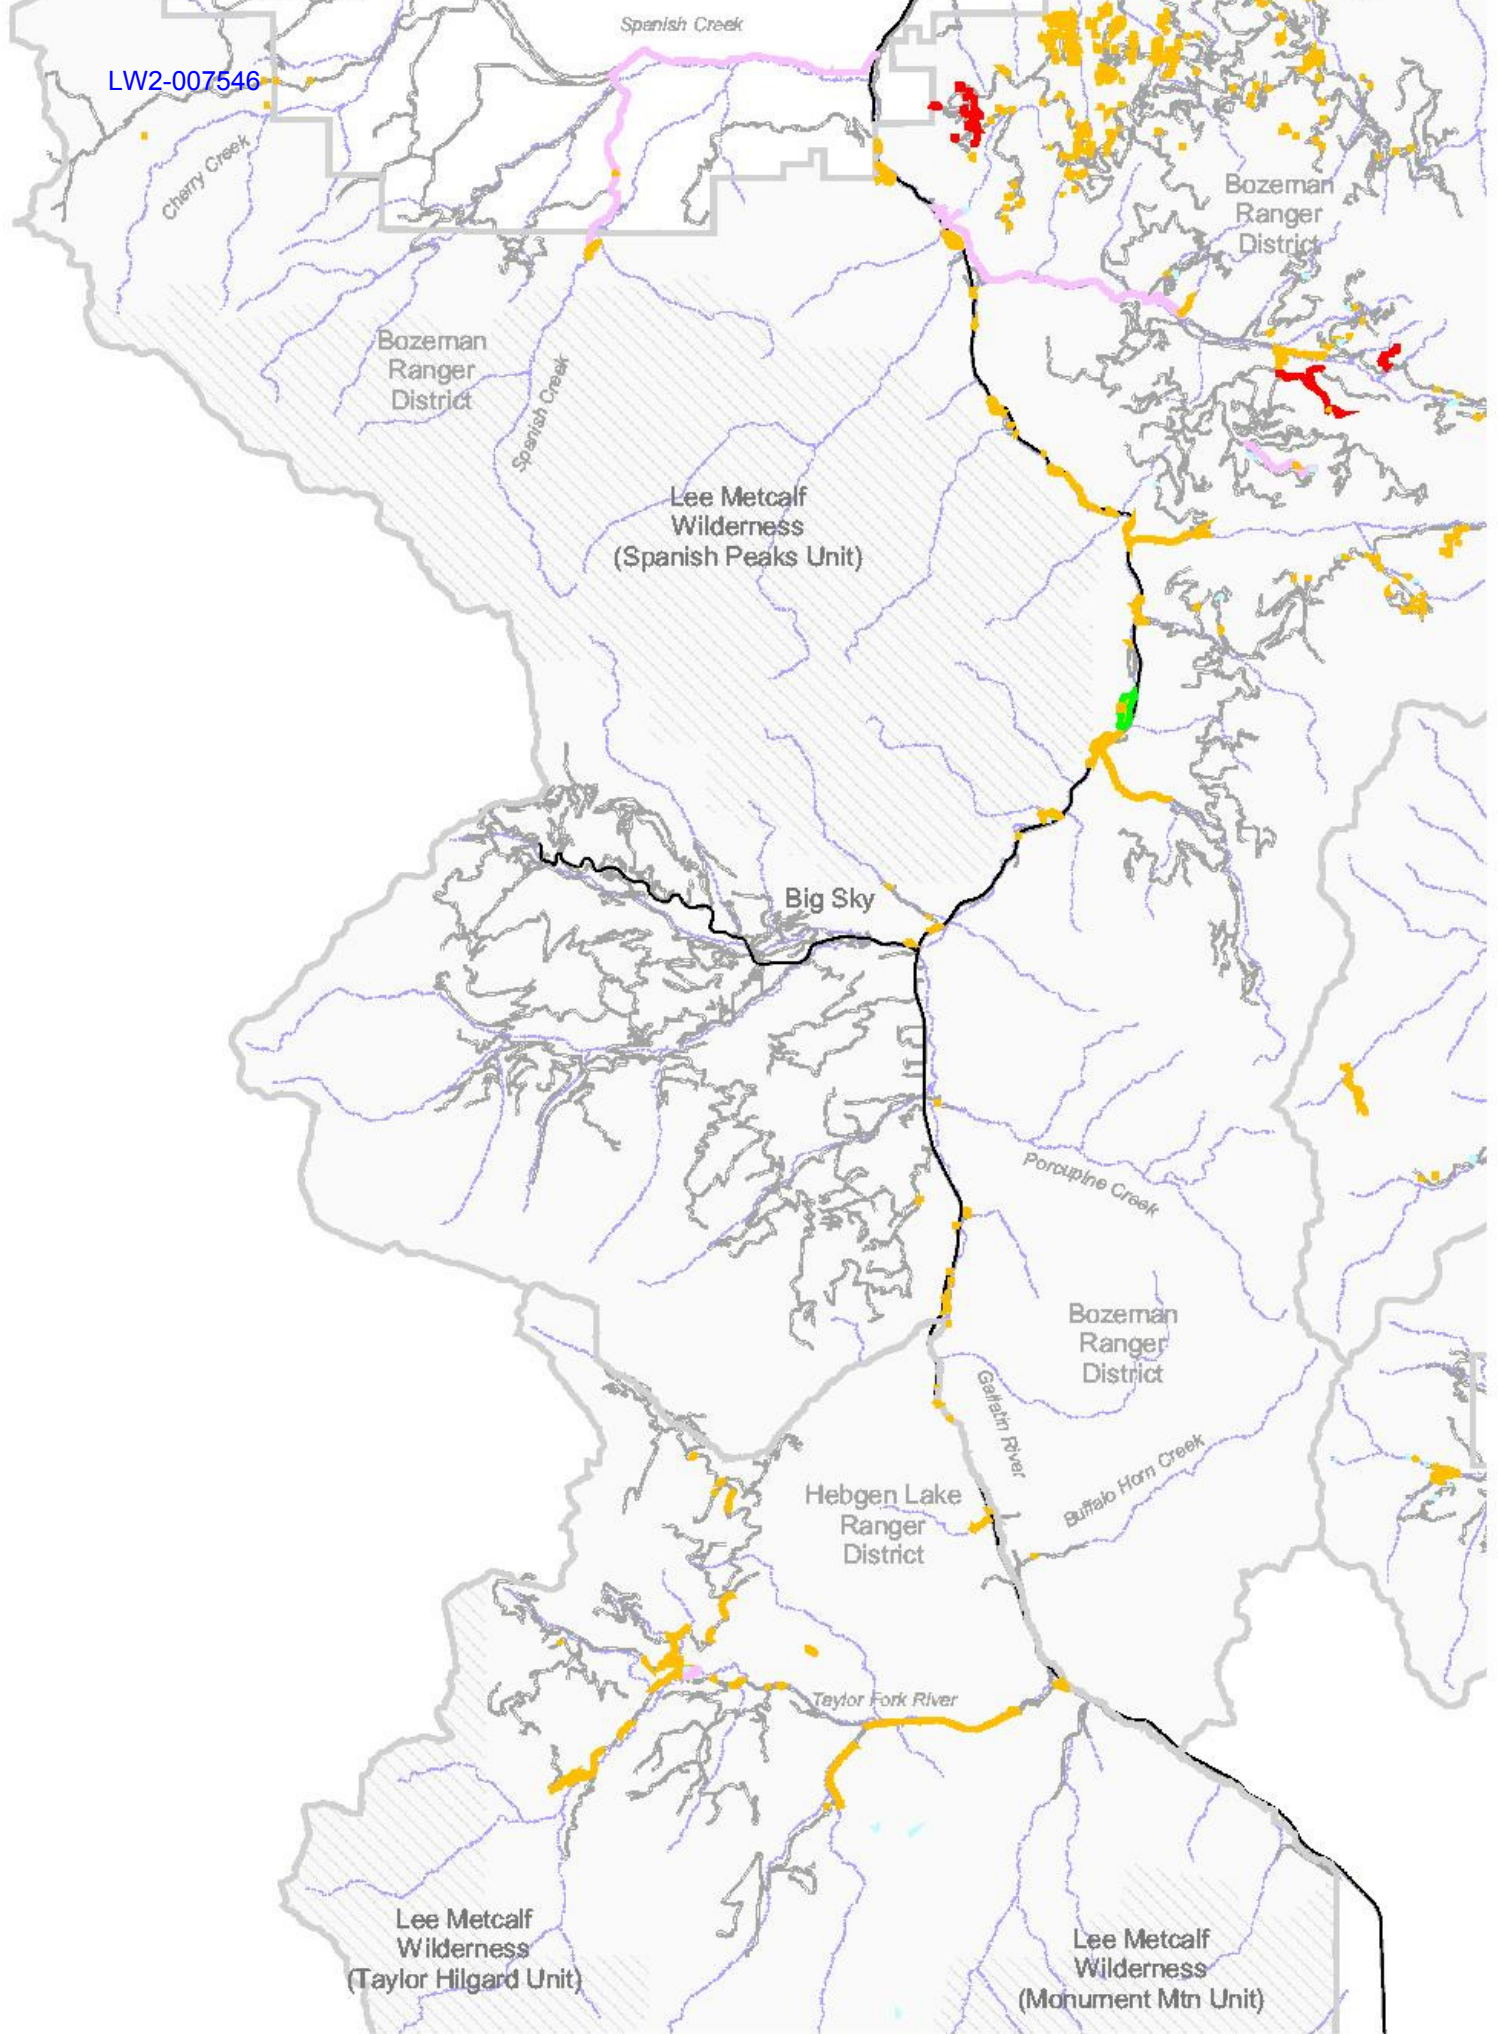 Spanish Creek
LW2-007546
Cherry Creek
Bozeman
Ranger
District
Bozeman
Ranger
District
Spanish Creek
Lee Metcalf
Wilderness
(Spanish Peaks Unit)
Big Sky
Porcupine Creek
Bozeman
Ranger
District
Gallatin River
Buffalo Horn Creek
Hebgen Lake
Ranger
District
Taylor Fork River
Lee Metcalf
Wilderness
(Taylor Hilgard Unit)
Lee Metcalf
Wilderness
(Monument Mtn Unit)